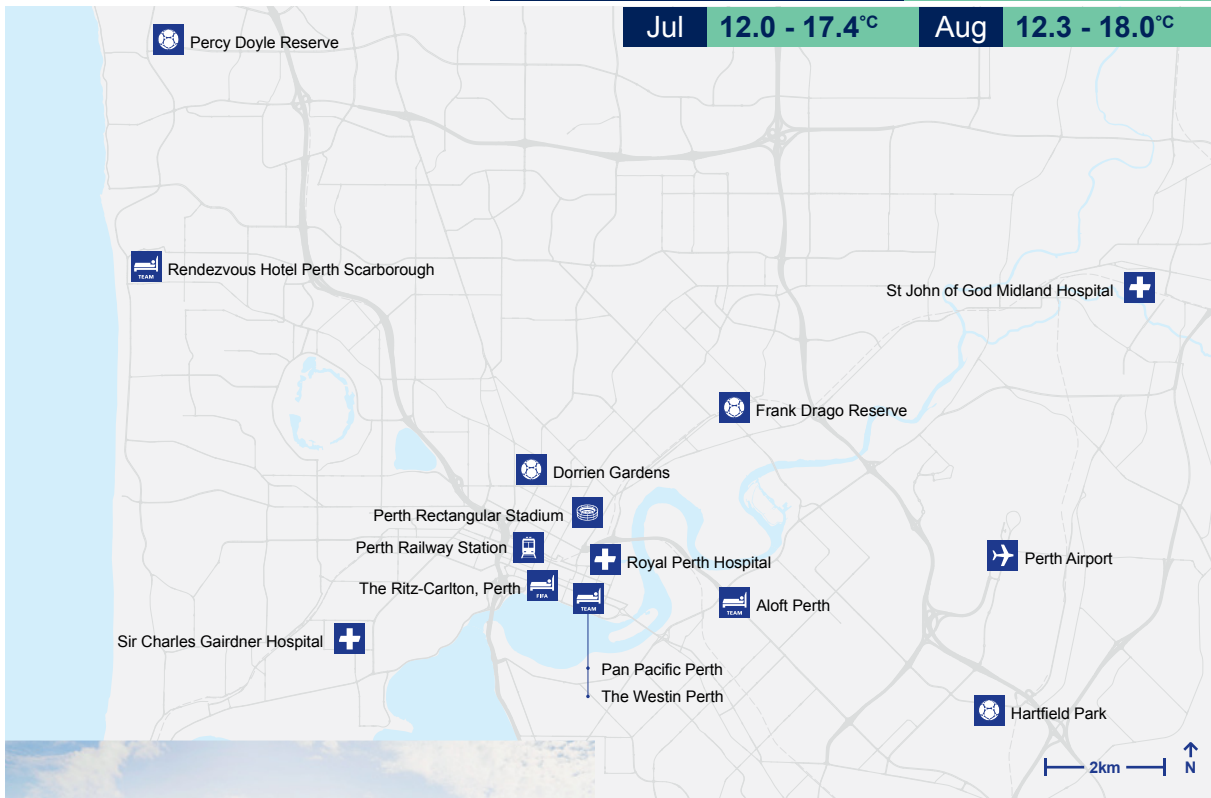 Jul 12.0 - 17.4°C Aug 12.3 - 18.0°C
Percy Doyle Reserve
TEAM
Rendezvous Hotel Perth Scarborough
St John of God Midland Hospital
Frank Drago Reserve
Dorrien Gardens
Perth Rectangular Stadium
Perth Railway Station
Royal Perth Hospital
Perth Airport
The Ritz-Carlton, Perth
FIFA
TEAM
TEAM
Aloft Perth
Sir Charles Gairdner Hospital
Pan Pacific Perth
The Westin Perth
Hartfield Park
2km
N